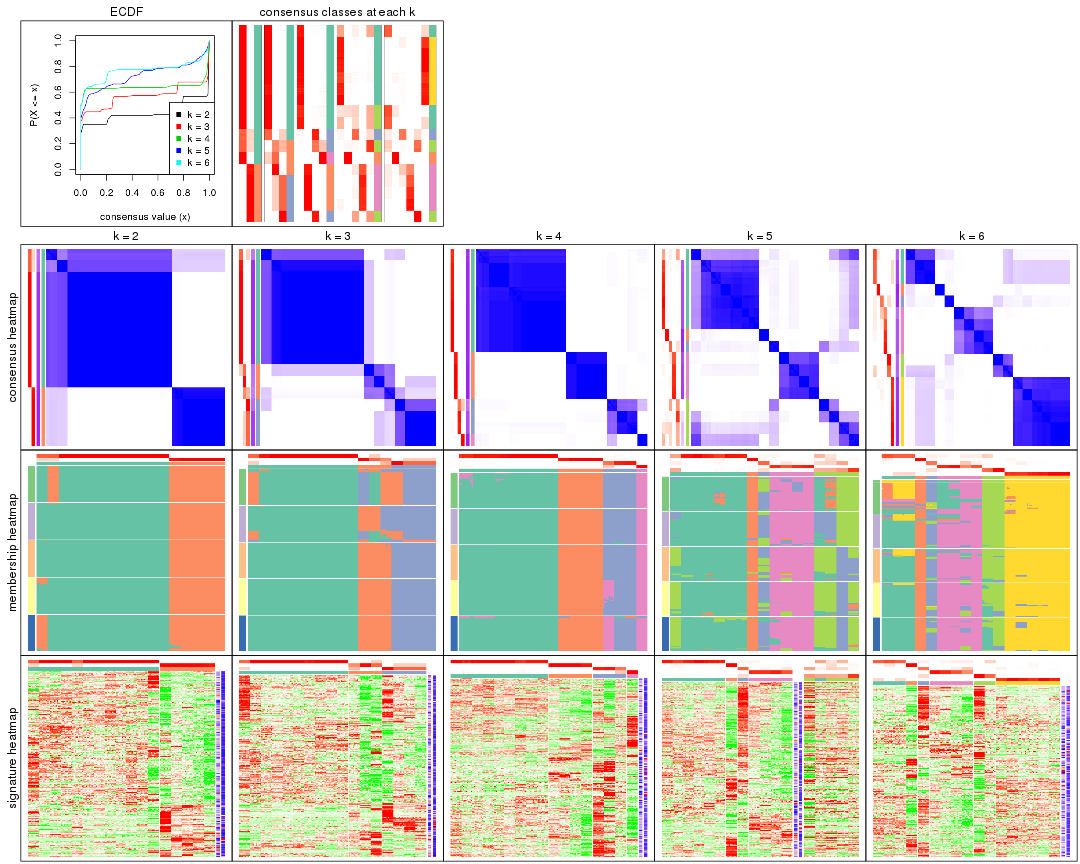 ECDF
consensus classes at each k
P(X <= x)
0.0 0.2 0.4 0.6 0.8 1.0
k = 2
k = 3
k = 4
k = 5
k = 6
0.0 0.2 0.4 0.6 0.8 1.0
consensus value (x)
k = 2
k = 3
k = 4
k = 5
k = 6
consensus heatmap
membership heatmap
signature heatmap